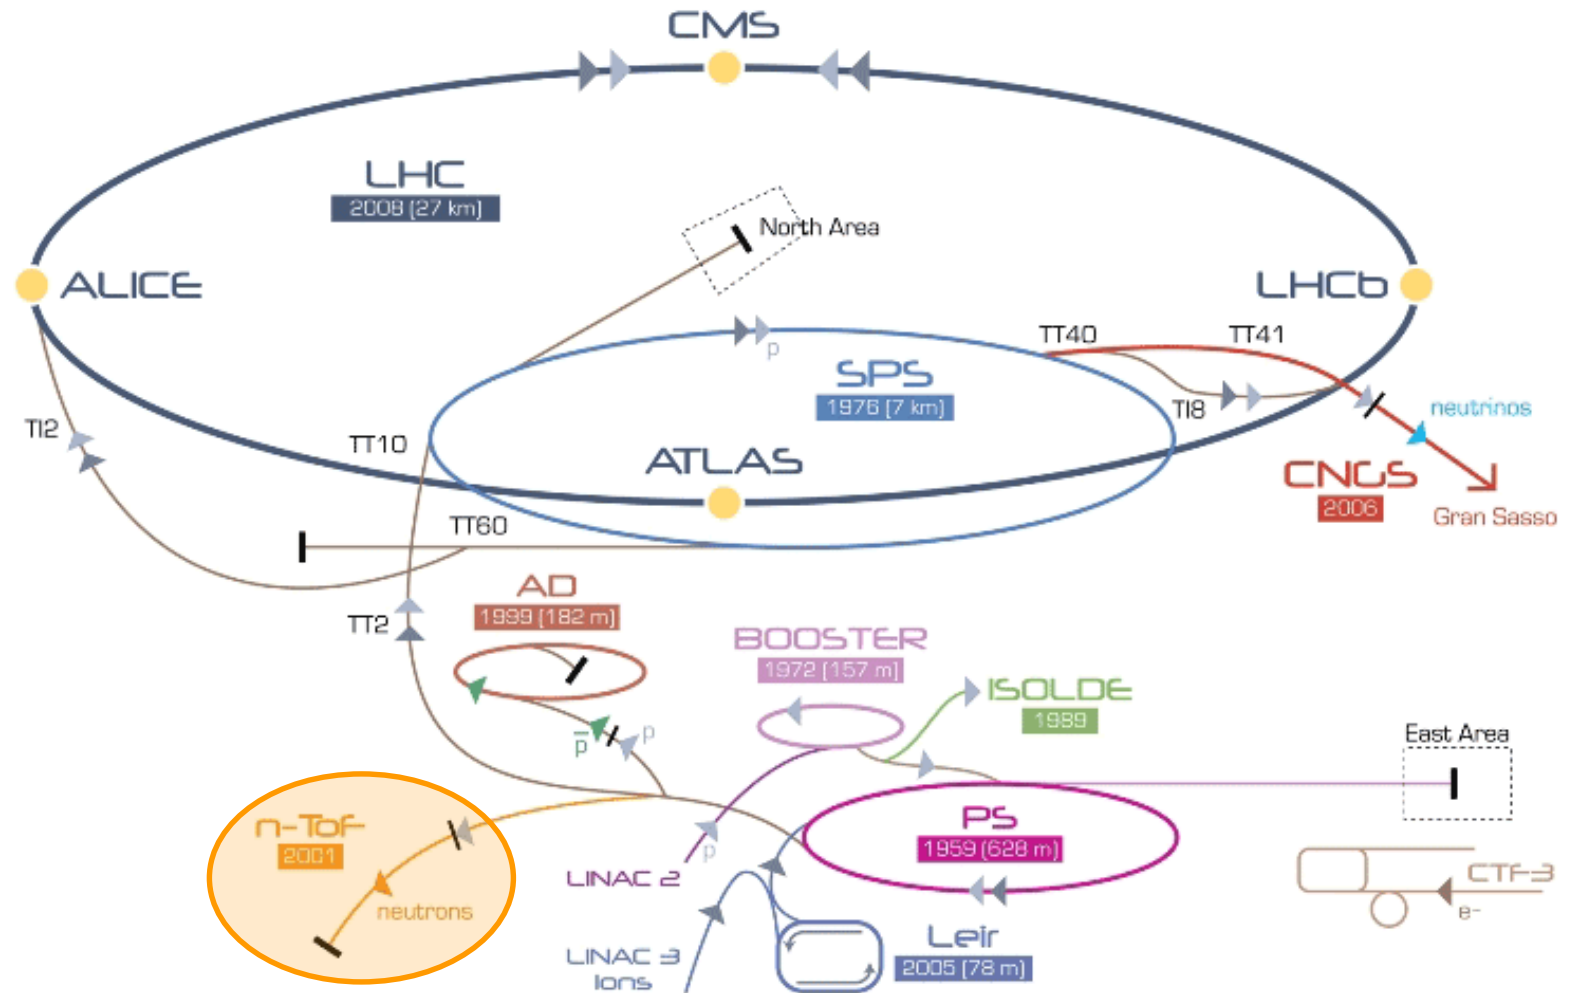 CMS
LHC
2008 (27 km)
North Area
ALICE
LHCb
TT40
TT41
p
SPS
1976 (7 km)
TI8
neutrinos
TI2
TT10
ATLAS
CNGS
2006
Gran Sasso
TT60
AD
1999 (182 m)
TT2
BOOSTER
1972 (157 m)
ISOLDE
1989
p
p̅
East Area
n-ToF
2001
PS
1959 (628 m)
p
LINAC 2
CTF-3
e-
neutrons
LINAC 3
Ions
Leir
2005 (78 m)